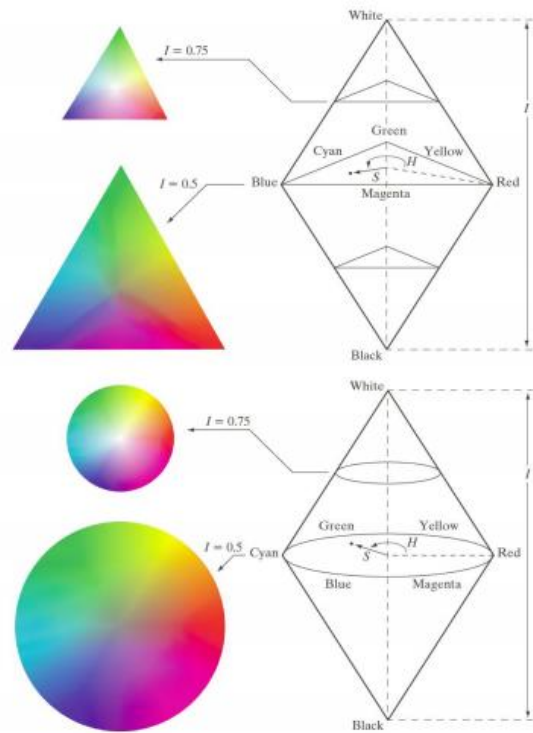 White
I = 0.75
I
Green
Cyan Yellow
H
I = 0.5
S
Blue Red
Magenta
Black
White
I = 0.75
I
Green Yellow
H
I = 0.5
S
Cyan Red
Blue Magenta
Black